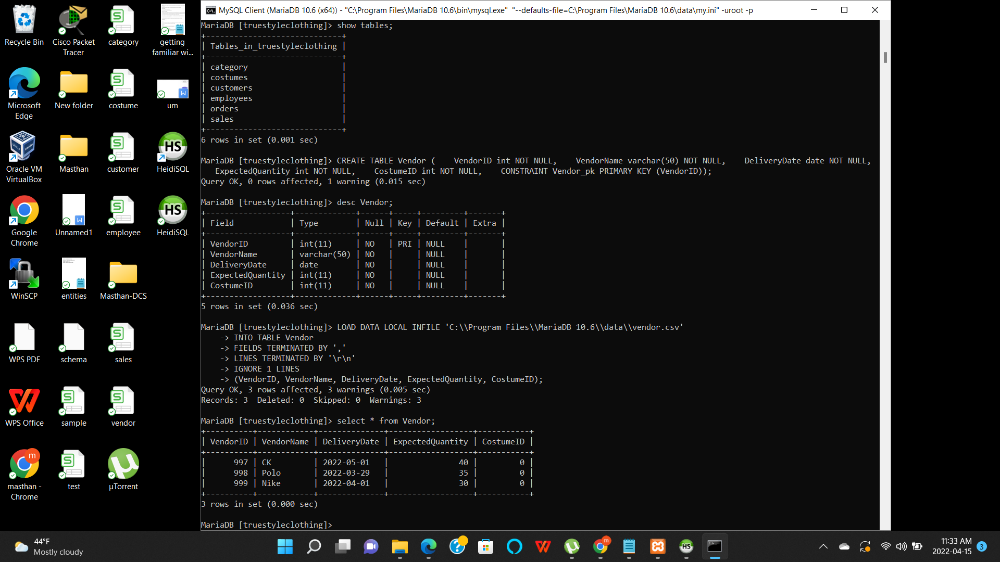 Recycle Bin
Cisco Packet
Tracer
category
getting
familiar wi...
Microsoft
Edge
New folder
costume
um
Oracle VM
VirtualBox
Masthan
customer
HS
HeidiSQL
Google
Chrome
Unnamed1
employee
HS
HeidiSQL
WinSCP
entities
Masthan-DCS
WPS PDF
schema
sales
WPS Office
sample
vendor
m
masthan -
Chrome
test
µTorrent
MySQL Client (MariaDB 10.6 (x64)) - "C:\Program Files\MariaDB 10.6\bin\mysql.exe"  "--defaults-file=C:\Program Files\MariaDB 10.6\data\my.ini" -uroot -p
MariaDB [truestyleclothing]> show tables;
+-----------------------------+
| Tables_in_truestyleclothing |
+-----------------------------+
| category                    |
| costumes                    |
| customers                   |
| employees                   |
| orders                      |
| sales                       |
+-----------------------------+
6 rows in set (0.001 sec)
MariaDB [truestyleclothing]> CREATE TABLE Vendor (    VendorID int NOT NULL,    VendorName varchar(50) NOT NULL,    DeliveryDate date NOT NULL,
   ExpectedQuantity int NOT NULL,    CostumeID int NOT NULL,    CONSTRAINT Vendor_pk PRIMARY KEY (VendorID));
Query OK, 0 rows affected, 1 warning (0.015 sec)
MariaDB [truestyleclothing]> desc Vendor;
+------------------+-------------+------+-----+---------+-------+
| Field            | Type        | Null | Key | Default | Extra |
+------------------+-------------+------+-----+---------+-------+
| VendorID         | int(11)     | NO   | PRI | NULL    |       |
| VendorName       | varchar(50) | NO   |     | NULL    |       |
| DeliveryDate     | date        | NO   |     | NULL    |       |
| ExpectedQuantity | int(11)     | NO   |     | NULL    |       |
| CostumeID        | int(11)     | NO   |     | NULL    |       |
+------------------+-------------+------+-----+---------+-------+
5 rows in set (0.036 sec)
MariaDB [truestyleclothing]> LOAD DATA LOCAL INFILE 'C:\\Program Files\\MariaDB 10.6\\data\\vendor.csv'
    -> INTO TABLE Vendor
    -> FIELDS TERMINATED BY ','
    -> LINES TERMINATED BY '\r\n'
    -> IGNORE 1 LINES
    -> (VendorID, VendorName, DeliveryDate, ExpectedQuantity, CostumeID);
Query OK, 3 rows affected, 3 warnings (0.005 sec)
Records: 3  Deleted: 0  Skipped: 0  Warnings: 3
MariaDB [truestyleclothing]> select * from Vendor;
+----------+------------+--------------+------------------+-----------+
| VendorID | VendorName | DeliveryDate | ExpectedQuantity | CostumeID |
+----------+------------+--------------+------------------+-----------+
|      997 | CK         | 2022-05-01   |               40 |         0 |
|      998 | Polo       | 2022-03-29   |               35 |         0 |
|      999 | Nike       | 2022-04-01   |               30 |         0 |
+----------+------------+--------------+------------------+-----------+
3 rows in set (0.000 sec)
MariaDB [truestyleclothing]>
44°F
Mostly cloudy
m
HS
11:33 AM
2022-04-15
3